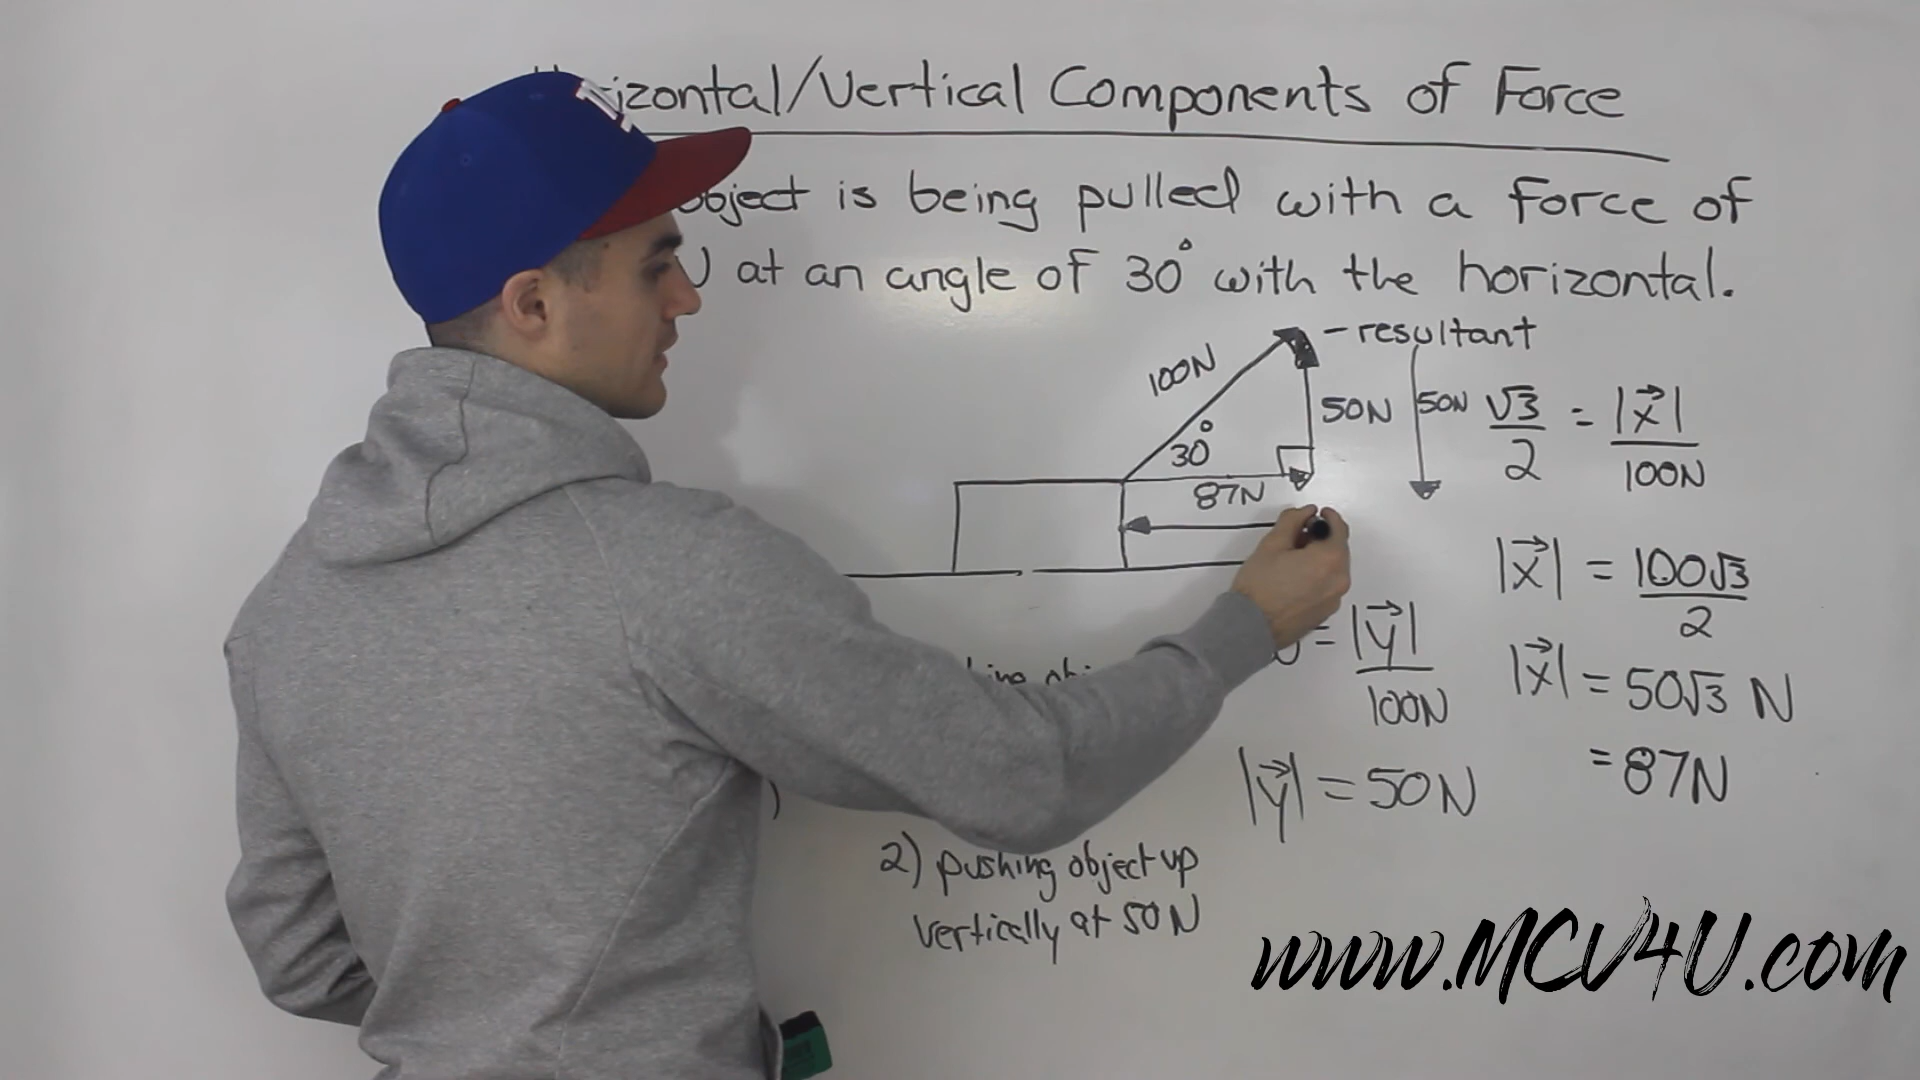 izontal/Vertical Components of Force
object is being pulled with a force of
at an angle of 30° with the horizontal.
- resultant
100N
30°
50N
50N
87N
√3/2 = |x⃗|/100N
|x⃗| = 100√3/2
|x⃗| = 50√3 N
= 87N
= |y⃗|/100N
|y⃗| = 50N
2) pushing object up
vertically at 50N
www.MCV4U.com